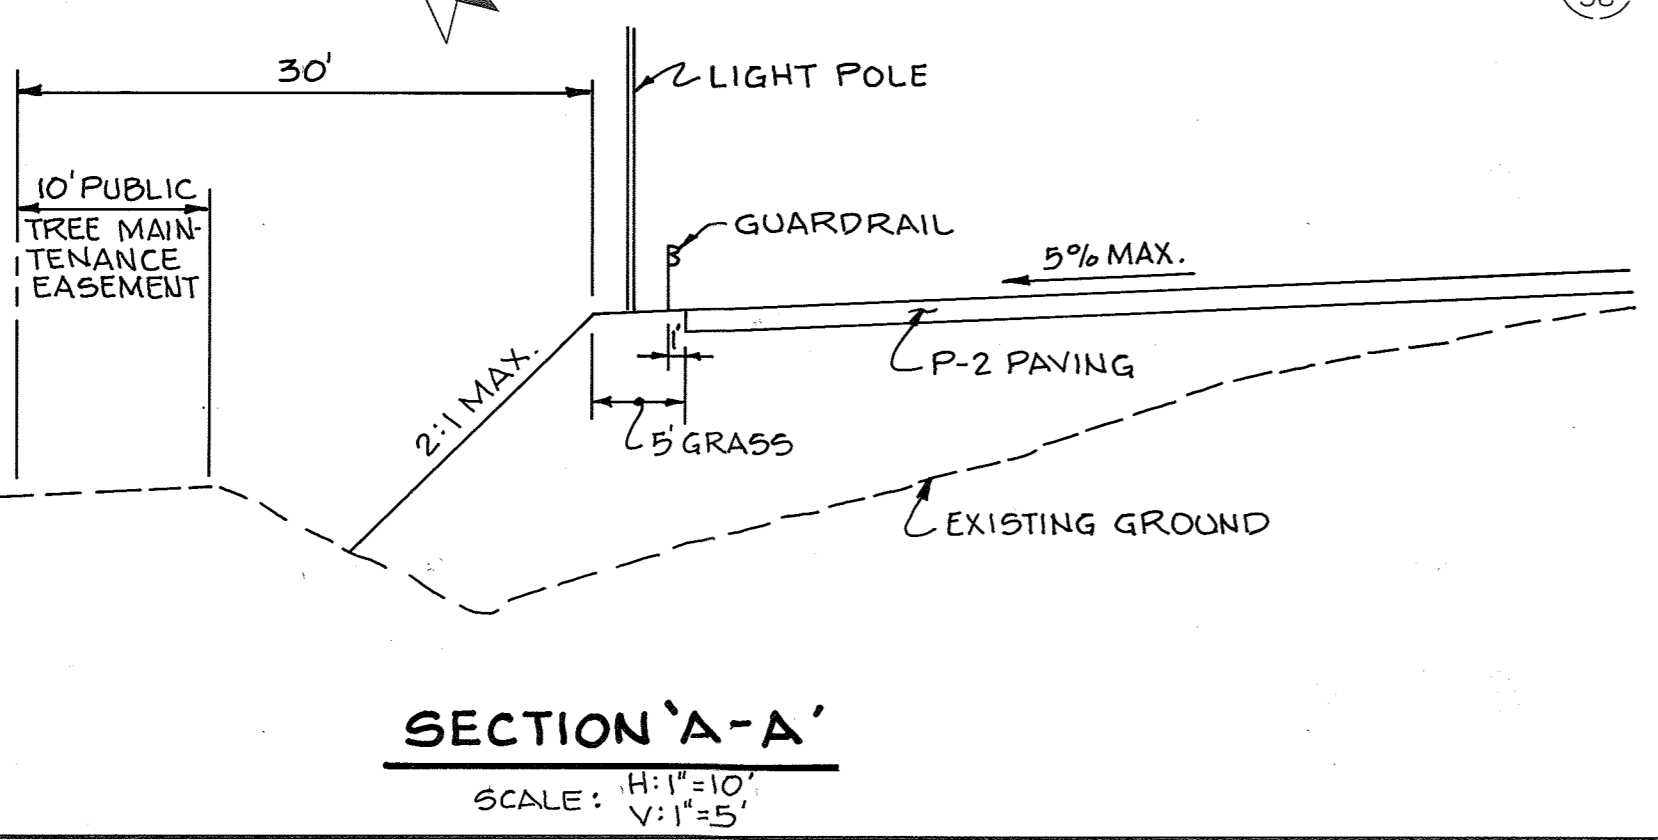 30'
LIGHT POLE
10' PUBLIC
TREE MAIN-
TENANCE
EASEMENT
GUARDRAIL
5% MAX.
1'
P-2 PAVING
2:1 MAX.
5' GRASS
EXISTING GROUND
SECTION 'A-A'
SCALE: H: 1"=10'
V: 1"=5'